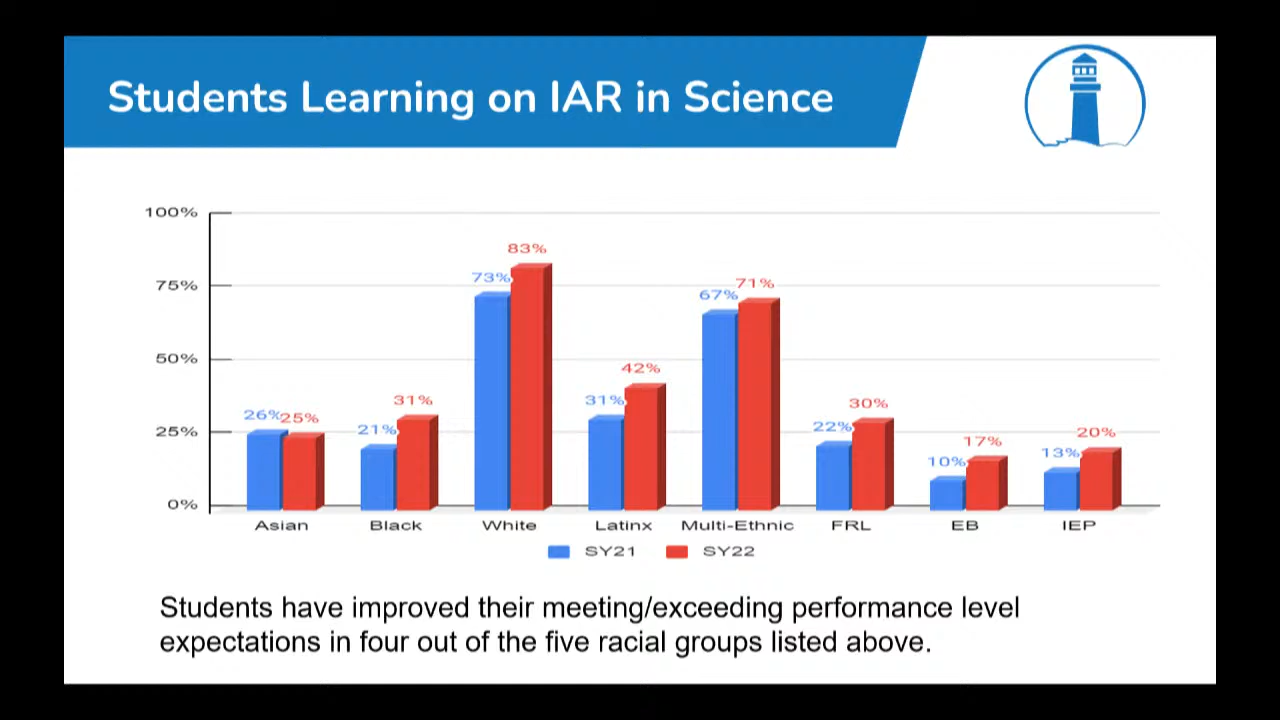 Students Learning on IAR in Science
100%
75%
50%
25%
0%
26% 25%
21% 31%
73% 83%
31% 42%
67% 71%
22% 30%
10% 17%
13% 20%
Asian Black White Latinx Multi-Ethnic FRL EB IEP
SY21 SY22
Students have improved their meeting/exceeding performance level
expectations in four out of the five racial groups listed above.